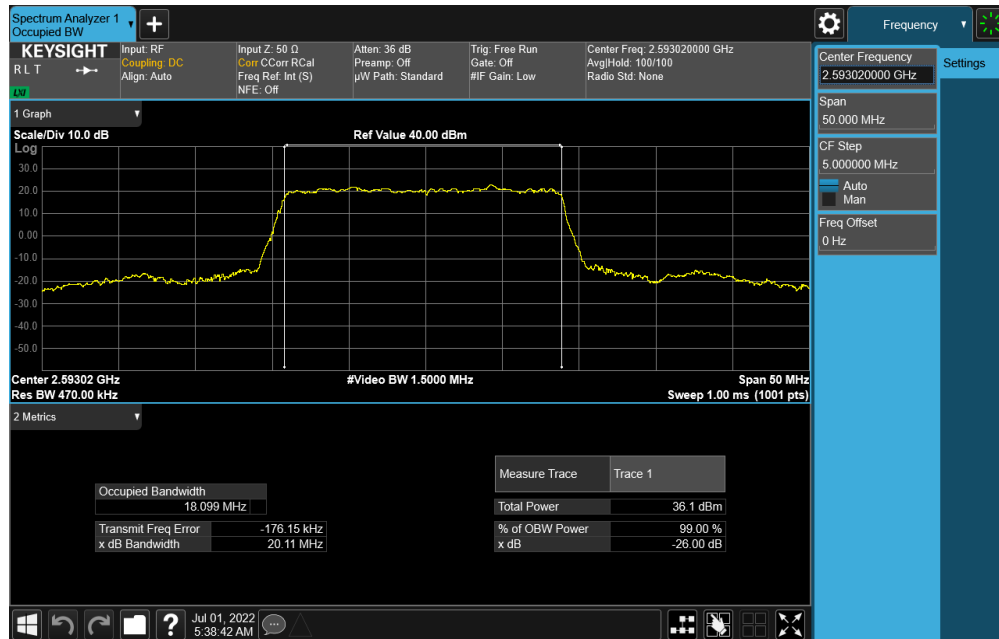 Spectrum Analyzer 1
Occupied BW
Frequency
KEYSIGHT
R L T
LXI
Input: RF
Coupling: DC
Align: Auto
Input Z: 50 Ω
Corr CCorr RCal
Freq Ref: Int (S)
NFE: Off
Atten: 36 dB
Preamp: Off
µW Path: Standard
Trig: Free Run
Gate: Off
#IF Gain: Low
Center Freq: 2.593020000 GHz
Avg|Hold: 100/100
Radio Std: None
Center Frequency
2.593020000 GHz
Settings
Span
50.000 MHz
CF Step
5.000000 MHz
Auto
Man
Freq Offset
0 Hz
1 Graph
Scale/Div 10.0 dB
Ref Value 40.00 dBm
Log
30.0
20.0
10.0
0.00
-10.0
-20.0
-30.0
-40.0
-50.0
Center 2.59302 GHz
#Video BW 1.5000 MHz
Span 50 MHz
Res BW 470.00 kHz
Sweep 1.00 ms (1001 pts)
2 Metrics
Measure Trace
Trace 1
Occupied Bandwidth
18.099 MHz
Total Power
36.1 dBm
Transmit Freq Error
-176.15 kHz
% of OBW Power
99.00 %
x dB Bandwidth
20.11 MHz
x dB
-26.00 dB
Jul 01, 2022
5:38:42 AM